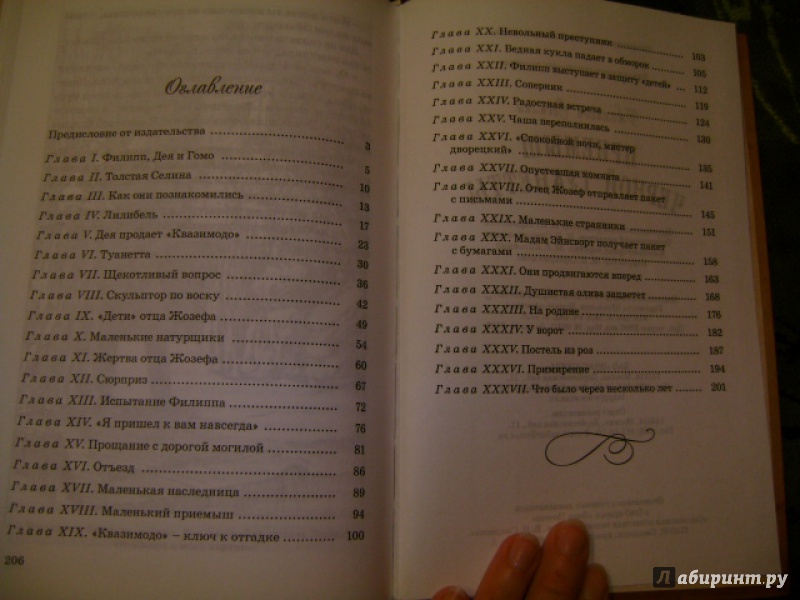 Оглавление
Предисловие от издательства 3
Глава I. Филипп, Дея и Гомо 5
Глава II. Толстая Селина 10
Глава III. Как они познакомились 13
Глава IV. Лилибель 17
Глава V. Дея продает «Квазимодо» 23
Глава VI. Туанетта 30
Глава VII. Щекотливый вопрос 36
Глава VIII. Скульптор по воску 42
Глава IX. «Дети» отца Жозефа 49
Глава X. Маленькие натурщики 54
Глава XI. Жертва отца Жозефа 60
Глава XII. Сюрприз 67
Глава XIII. Испытание Филиппа 72
Глава XIV. «Я пришел к вам навсегда» 76
Глава XV. Прощание с дорогой могилой 81
Глава XVI. Отъезд 86
Глава XVII. Маленькая наследница 89
Глава XVIII. Маленький приемыш 94
Глава XIX. «Квазимодо» – ключ к отгадке 100
206
Глава XX. Невольный преступник 103
Глава XXI. Бедная кукла падает в обморок 105
Глава XXII. Филипп выступает в защиту «детей» 112
Глава XXIII. Соперник 119
Глава XXIV. Радостная встреча 124
Глава XXV. Чаша переполнилась 130
Глава XXVI. «Спокойной ночи, мистер
дворецкий» 135
Глава XXVII. Опустевшая комната 141
Глава XXVIII. Отец Жозеф отправляет пакет
с письмами 145
Глава XXIX. Маленькие странники 151
Глава XXX. Мадам Эйнсворт получает пакет
с бумагами 158
Глава XXXI. Они продвигаются вперед 163
Глава XXXII. Душистая олива зацветет 168
Глава XXXIII. На родине 176
Глава XXXIV. У ворот 182
Глава XXXV. Постель из роз 187
Глава XXXVI. Примирение 194
Глава XXXVII. Что было через несколько лет 201
Лабиринт.ру